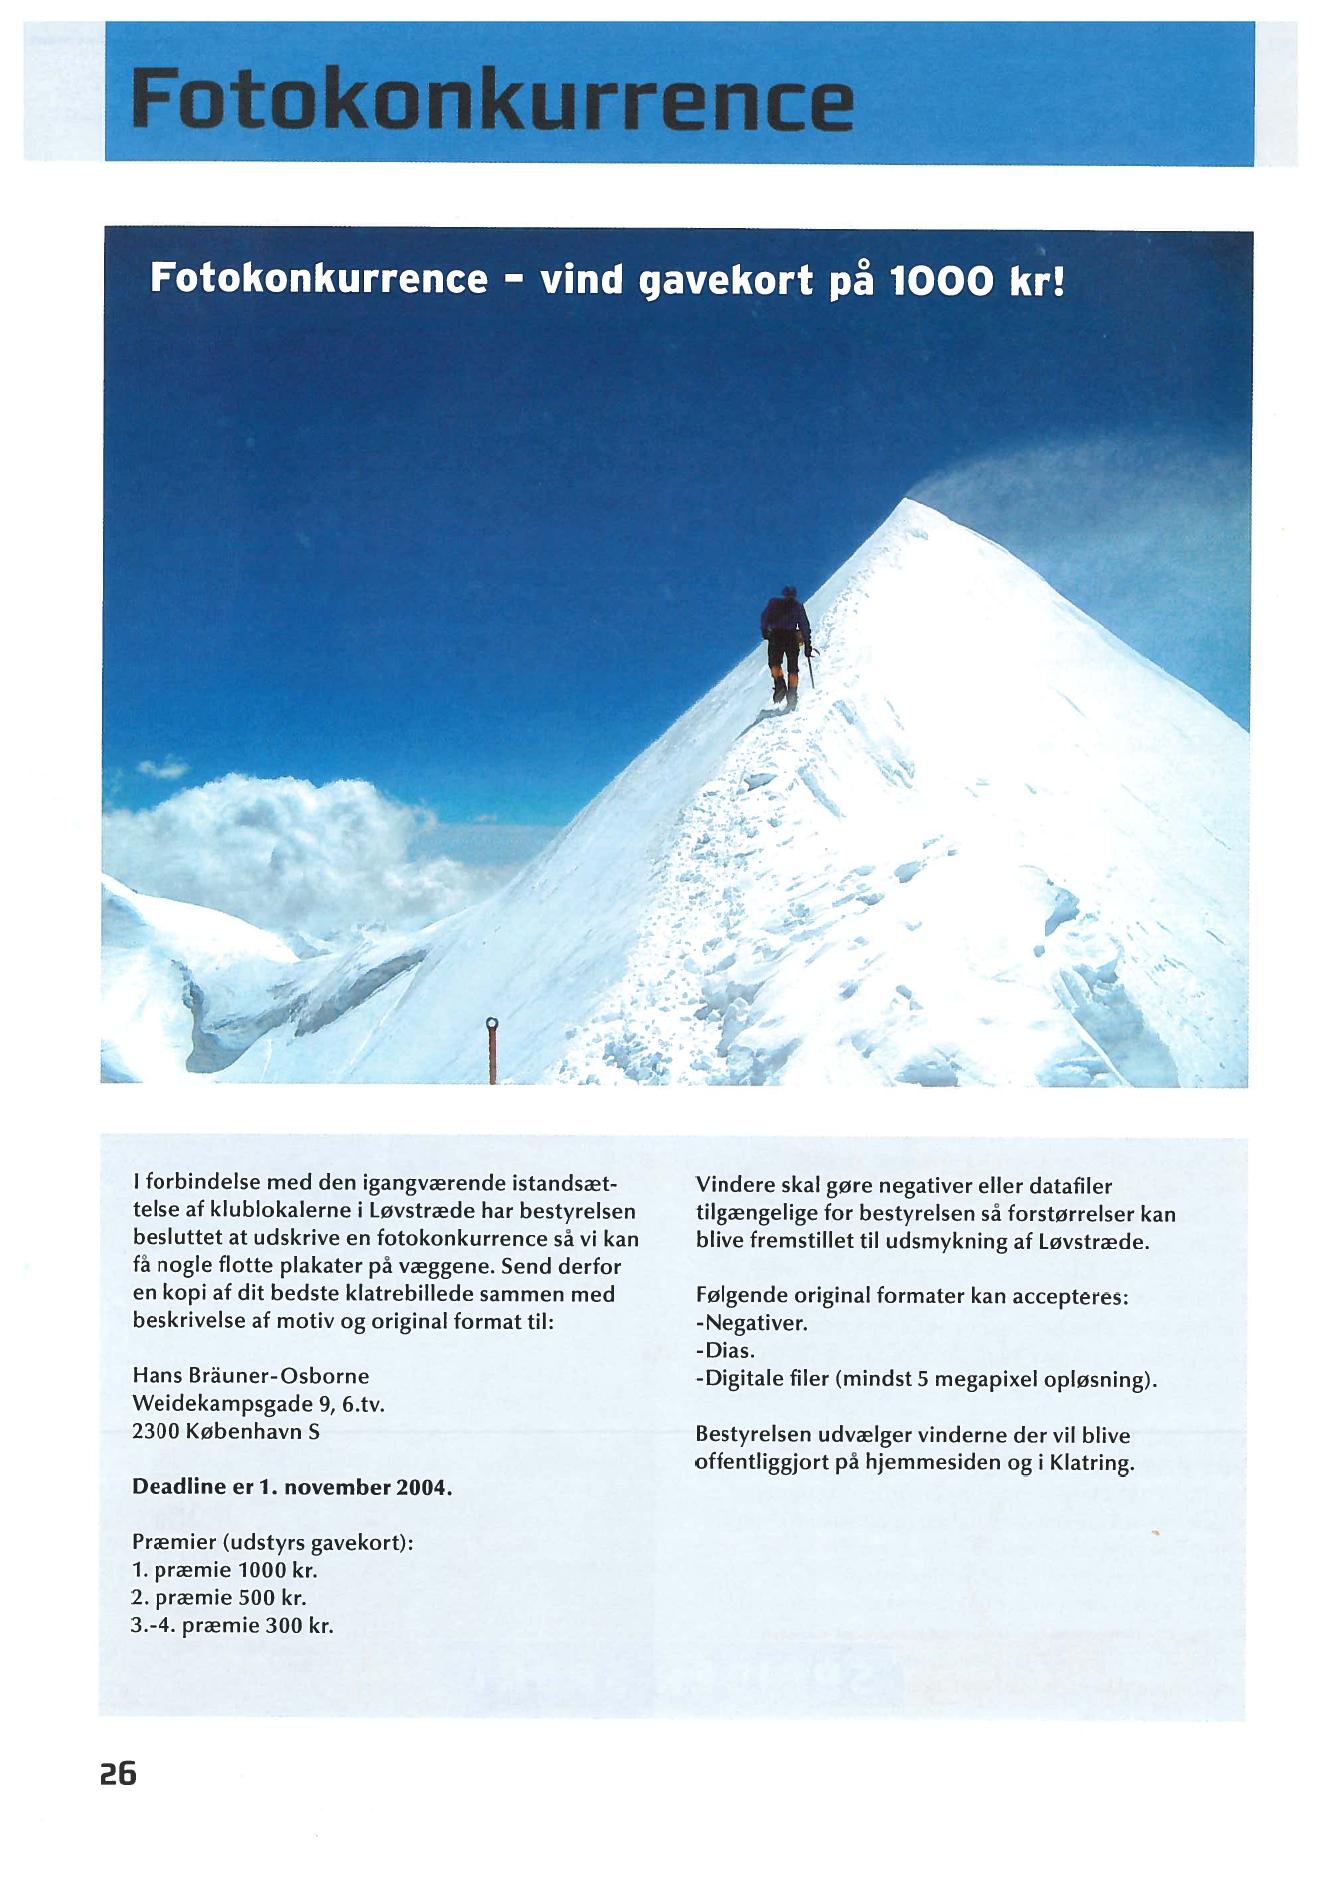 Fotokonkurrence
Fotokonkurrence – vind gavekort på 1000 kr!
I forbindelse med den igangværende istandsæt-
telse af klublokalerne i Løvstræde har bestyrelsen
besluttet at udskrive en fotokonkurrence så vi kan
få nogle flotte plakater på væggene. Send derfor
en kopi af dit bedste klatrebillede sammen med
beskrivelse af motiv og original format til:
Hans Bräuner-Osborne
Weidekampsgade 9, 6.tv.
2300 København S
Deadline er 1. november 2004.
Præmier (udstyrs gavekort):
1. præmie 1000 kr.
2. præmie 500 kr.
3.-4. præmie 300 kr.
Vindere skal gøre negativer eller datafiler
tilgængelige for bestyrelsen så forstørrelser kan
blive fremstillet til udsmykning af Løvstræde.
Følgende original formater kan accepteres:
-Negativer.
-Dias.
-Digitale filer (mindst 5 megapixel opløsning).
Bestyrelsen udvælger vinderne der vil blive
offentliggjort på hjemmesiden og i Klatring.
26